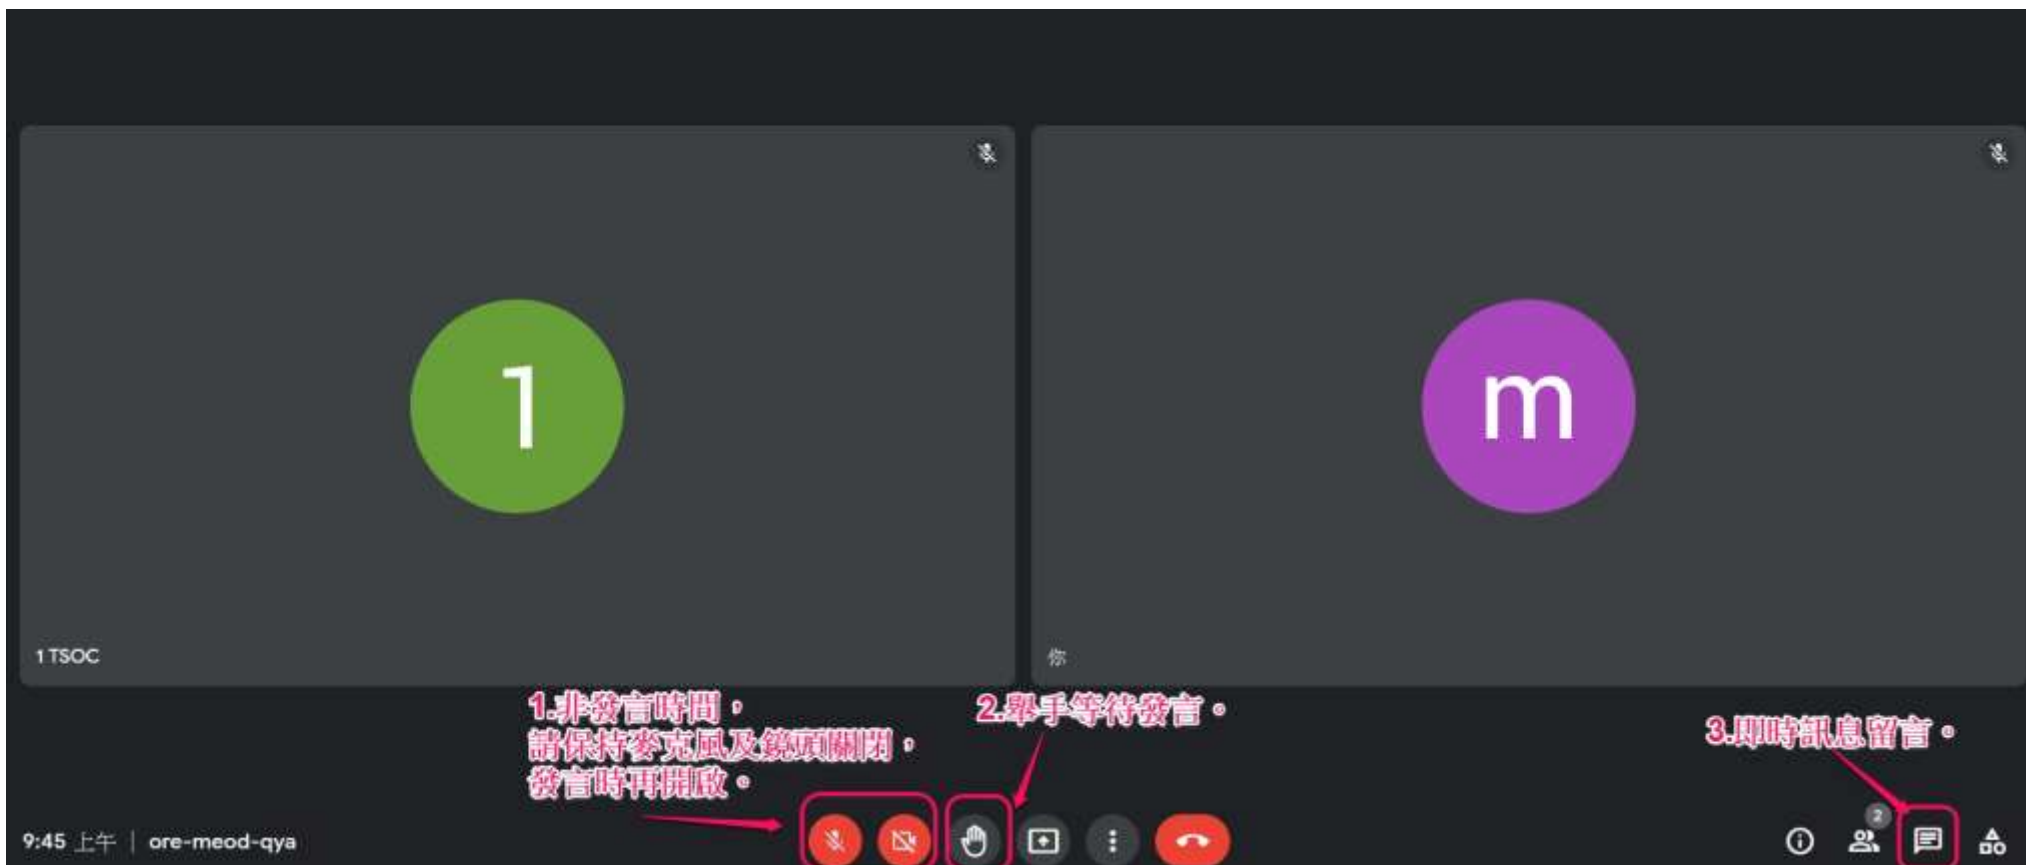 1
m
1 TSOC
你
1.非發言時間，
請保持麥克風及鏡頭關閉，
發言時再開啟。
2.舉手等待發言。
3.即時訊息留言。
9:45 上午 | ore-meod-qya
2